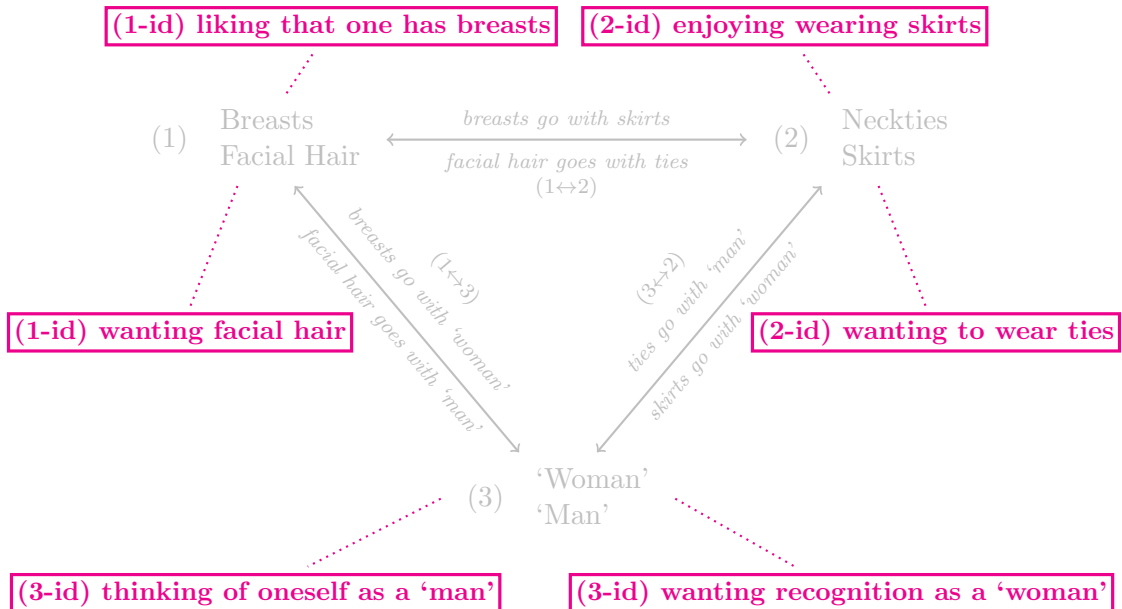 (1-id) liking that one has breasts
(2-id) enjoying wearing skirts
(1)
Breasts
Facial Hair
breasts go with skirts
facial hair goes with ties
(1↔2)
(2)
Neckties
Skirts
breasts go with ‘woman’
facial hair goes with ‘man’
(1↔3)
(3↔2)
ties go with ‘man’
skirts go with ‘woman’
(1-id) wanting facial hair
(2-id) wanting to wear ties
(3)
‘Woman’
‘Man’
(3-id) thinking of oneself as a ‘man’
(3-id) wanting recognition as a ‘woman’